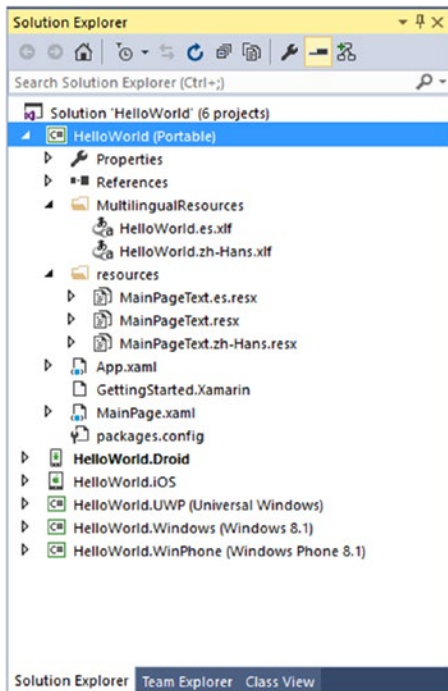 Solution Explorer
Search Solution Explorer (Ctrl+;)
Solution 'HelloWorld' (6 projects)
HelloWorld (Portable)
Properties
References
MultilingualResources
HelloWorld.es.xlf
HelloWorld.zh-Hans.xlf
resources
MainPageText.es.resx
MainPageText.resx
MainPageText.zh-Hans.resx
App.xaml
GettingStarted.Xamarin
MainPage.xaml
packages.config
HelloWorld.Droid
HelloWorld.iOS
HelloWorld.UWP (Universal Windows)
HelloWorld.Windows (Windows 8.1)
HelloWorld.WinPhone (Windows Phone 8.1)
Solution Explorer Team Explorer Class View